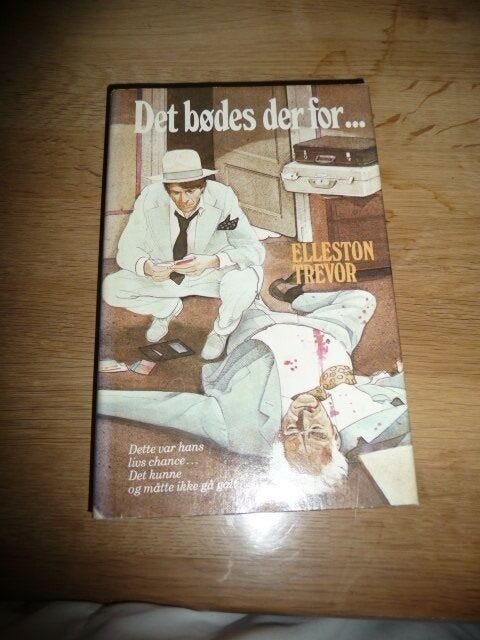 Det bødes der for...
ELLESTON
TREVOR
Dette var hans
livs chance...
Det kunne
og måtte ikke gå galt